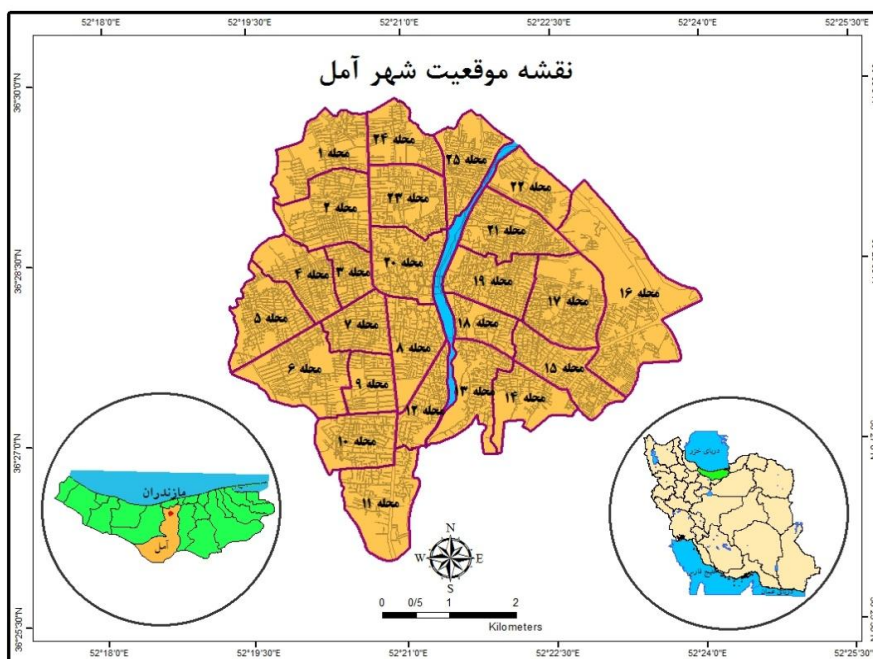 52°18'0"E 52°19'30"E 52°21'0"E 52°22'30"E 52°24'0"E 52°25'30"E
نقشه موقعیت شهر آمل
36°30'0"N
36°28'30"N
36°27'0"N
36°25'30"N
محله ۲۴
محله ۱
محله ۲۵
محله ۲۲
محله ۲۳
محله ۲
محله ۲۱
محله ۲۰
محله ۳
محله ۴
محله ۱۹
محله ۱۶
محله ۱۷
محله ۵
محله ۷
محله ۱۸
محله ۸
محله ۶
محله ۱۵
محله ۹
محله ۳
محله ۱۴
محله ۱۲
محله ۱۰
محله ۱۱
مازندران
آمل
دریای خزر
خلیج فارس
N
W E
S
0 0/5 1 2
Kilometers
52°18'0"E 52°19'30"E 52°21'0"E 52°22'30"E 52°24'0"E 52°25'30"E